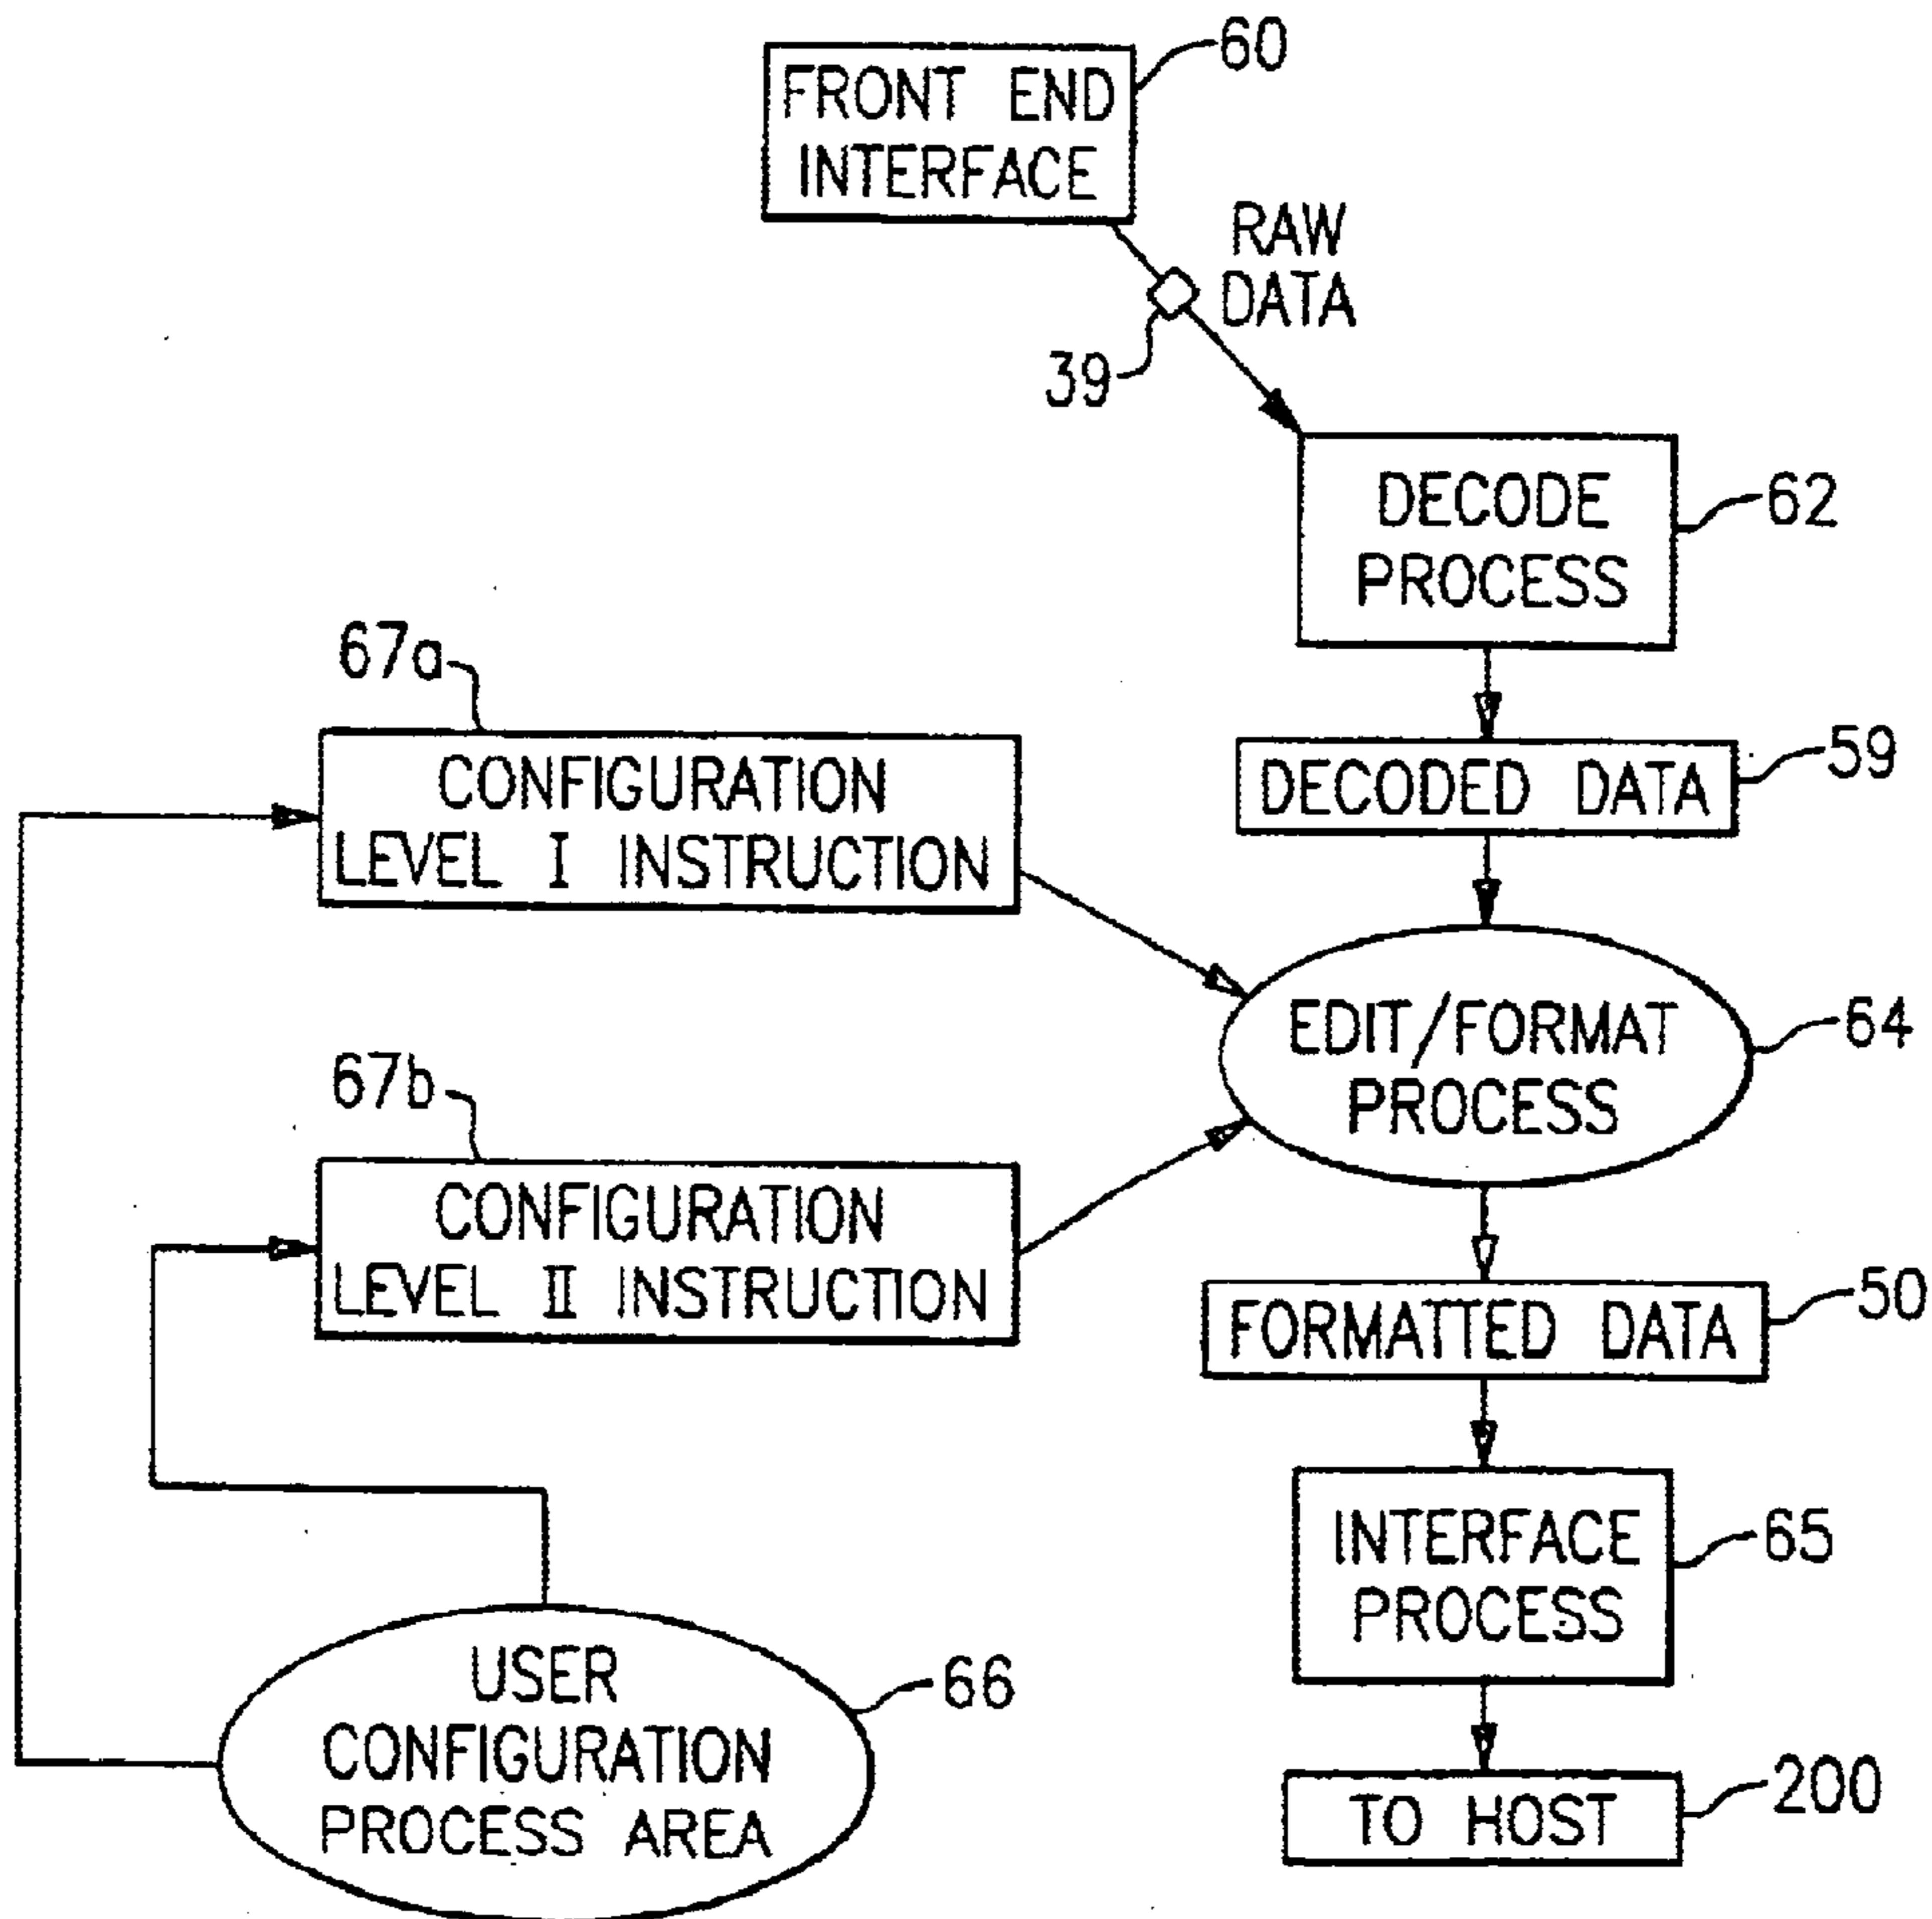 60
FRONT END
INTERFACE
RAW
DATA
39
DECODE
PROCESS
62
67a
CONFIGURATION
LEVEL I INSTRUCTION
DECODED DATA
59
EDIT/FORMAT
PROCESS
64
67b
CONFIGURATION
LEVEL II INSTRUCTION
FORMATTED DATA
50
INTERFACE
PROCESS
65
USER
CONFIGURATION
PROCESS AREA
66
TO HOST
200